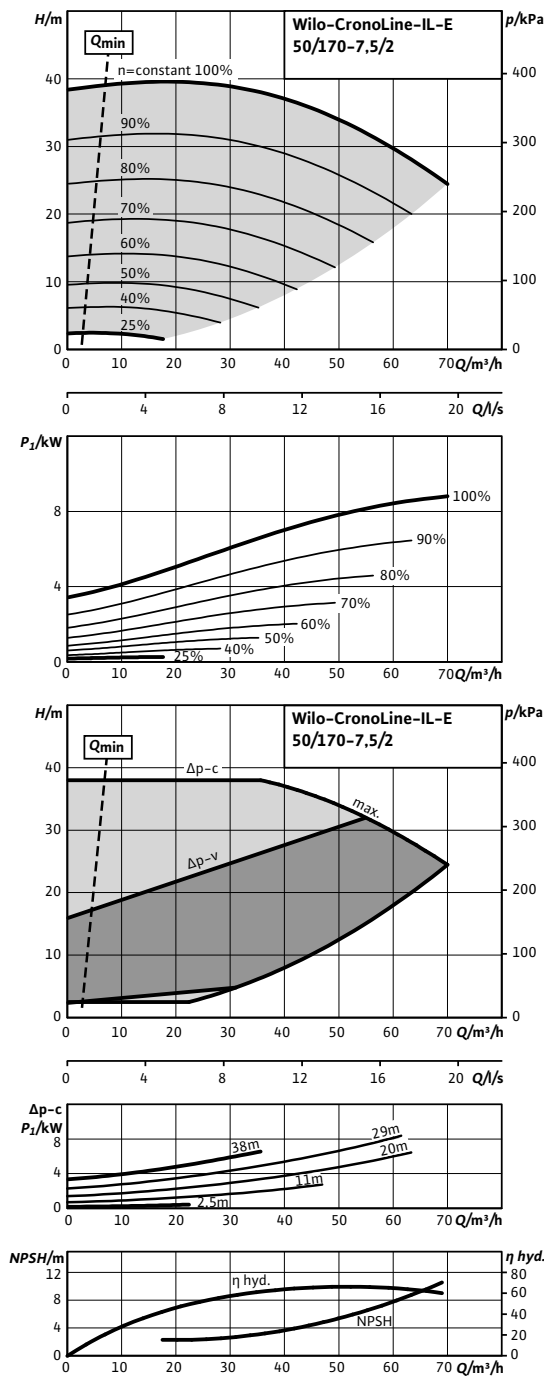 H/m
Wilo-CronoLine-IL-E
50/170-7,5/2
p/kPa
Qmin
n=constant 100%
90%
80%
70%
60%
50%
40%
25%
40
30
20
10
0
400
300
200
100
0
0 10 20 30 40 50 60 70 Q/m³/h
0 4 8 12 16 20 Q/l/s
P1/kW
8
4
0
100%
90%
80%
70%
60%
50%
40%
25%
0 10 20 30 40 50 60 70 Q/m³/h
H/m
Wilo-CronoLine-IL-E
50/170-7,5/2
p/kPa
Qmin
Δp-c
max.
Δp-v
40
30
20
10
0
400
300
200
100
0
0 10 20 30 40 50 60 70 Q/m³/h
0 4 8 12 16 20 Q/l/s
Δp-c
P1/kW
8
4
0
38m
29m
20m
11m
2,5m
0 10 20 30 40 50 60 70 Q/m³/h
NPSH/m
12
8
4
0
η hyd.
NPSH
η hyd.
80
60
40
20
0
0 10 20 30 40 50 60 70 Q/m³/h